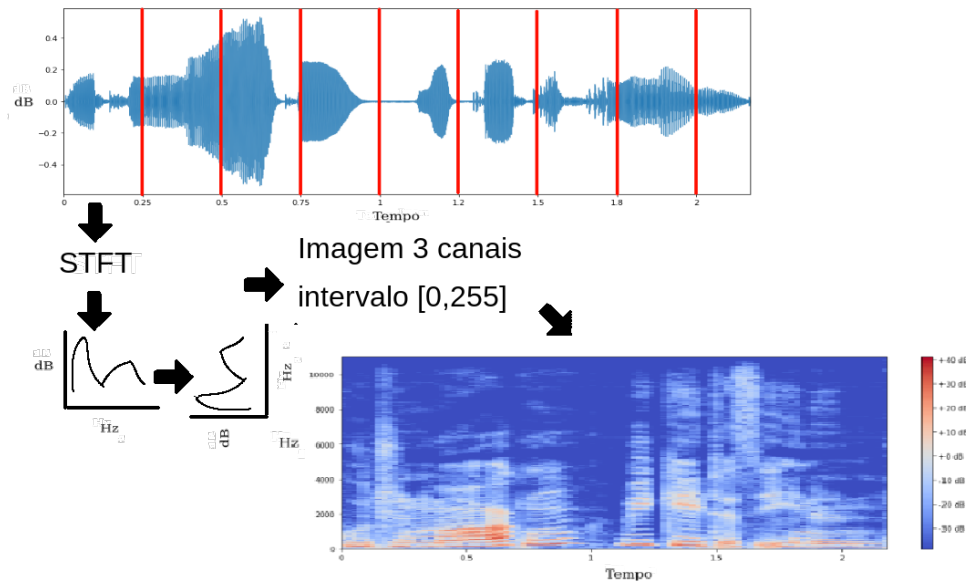 0.4
0.2
dB
0.0
−0.2
−0.4
0 0.25 0.5 0.75 1 1.2 1.5 1.8 2
Tempo
STFT
Imagem 3 canais
intervalo [0,255]
dB
Hz
Hz
dB
Hz
10000
8000
6000
4000
2000
0
0 0.5 1 1.5 2
Tempo
+40 dB
+30 dB
+20 dB
+10 dB
+0 dB
-10 dB
-20 dB
-30 dB